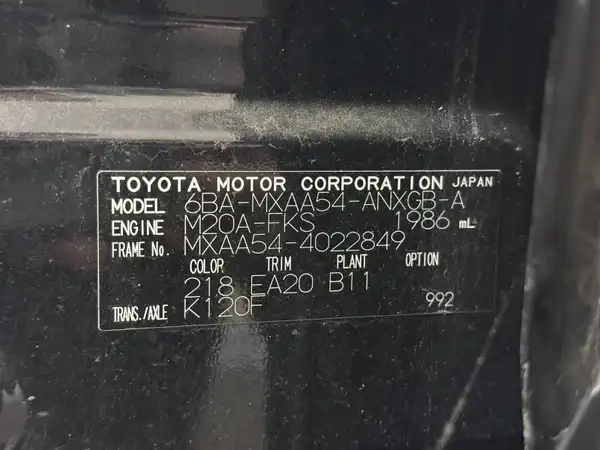 TOYOTA MOTOR CORPORATION JAPAN
MODEL 6BA-MXAA54-ANXGB-A
ENGINE M20A-FKS 1986 mL
FRAME No. MXAA54-4022849
COLOR TRIM PLANT OPTION
218 EA20 B11
TRANS./AXLE K120F 992